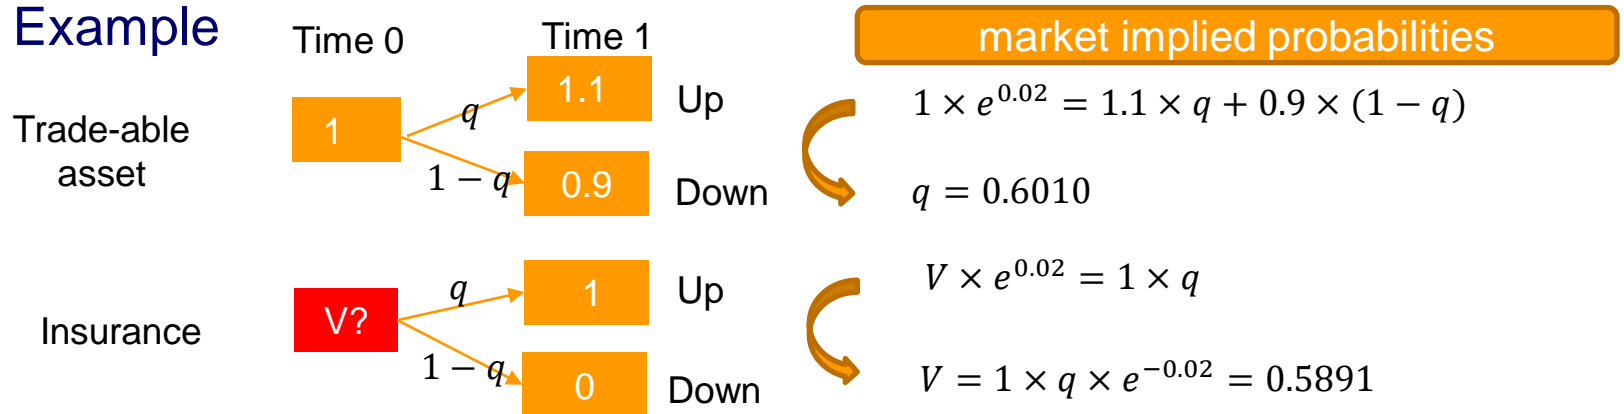 Example
Time 0
Time 1
market implied probabilities
Trade-able
asset
1
q
1 − q
1.1
Up
0.9
Down
1 × e^{0.02} = 1.1 × q + 0.9 × (1 − q)
q = 0.6010
Insurance
V?
q
1 − q
1
Up
0
Down
V × e^{0.02} = 1 × q
V = 1 × q × e^{−0.02} = 0.5891